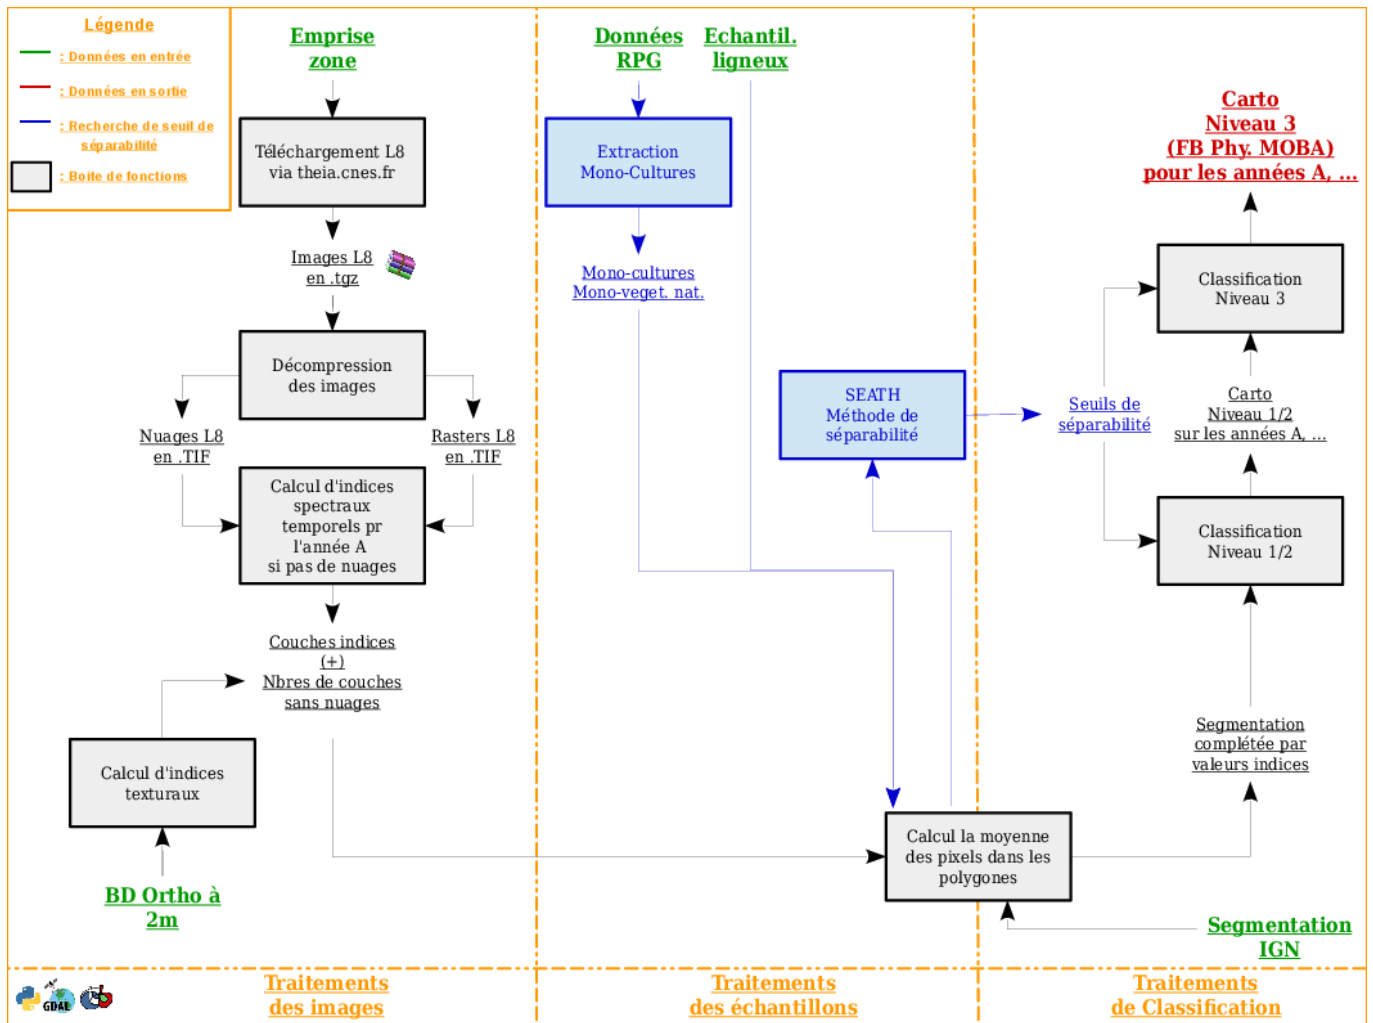 Légende
: Données en entrée
: Données en sortie
: Recherche de seuil de
séparabilité
: Boite de fonctions
Emprise
zone
Téléchargement L8
via theia.cnes.fr
Images L8
en .tgz
Décompression
des images
Nuages L8
en .TIF
Rasters L8
en .TIF
Calcul d'indices
spectraux
temporels pr
l'année A
si pas de nuages
Couches indices
(+)
Nbres de couches
sans nuages
Calcul d'indices
texturaux
BD Ortho à
2m
Données
RPG
Echantil.
ligneux
Extraction
Mono-Cultures
Mono-cultures
Mono-veget. nat.
SEATH
Méthode de
séparabilité
Seuils de
séparabilité
Calcul la moyenne
des pixels dans les
polygones
Carto
Niveau 3
(FB Phy. MOBA)
pour les années A, ...
Classification
Niveau 3
Carto
Niveau 1/2
sur les années A, ...
Classification
Niveau 1/2
Segmentation
complétée par
valeurs indices
Segmentation
IGN
GDAL
Traitements
des images
Traitements
des échantillons
Traitements
de Classification